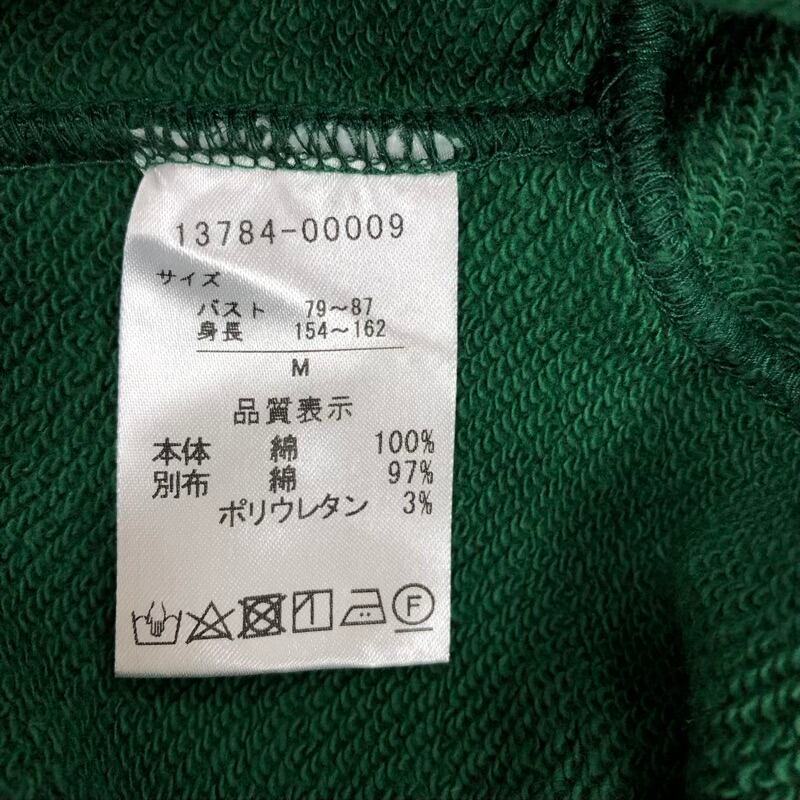 13784-00009
サイズ
バスト 79～87
身長 154～162
M
品質表示
本体 綿 100%
別布 綿 97%
ポリウレタン 3%
F